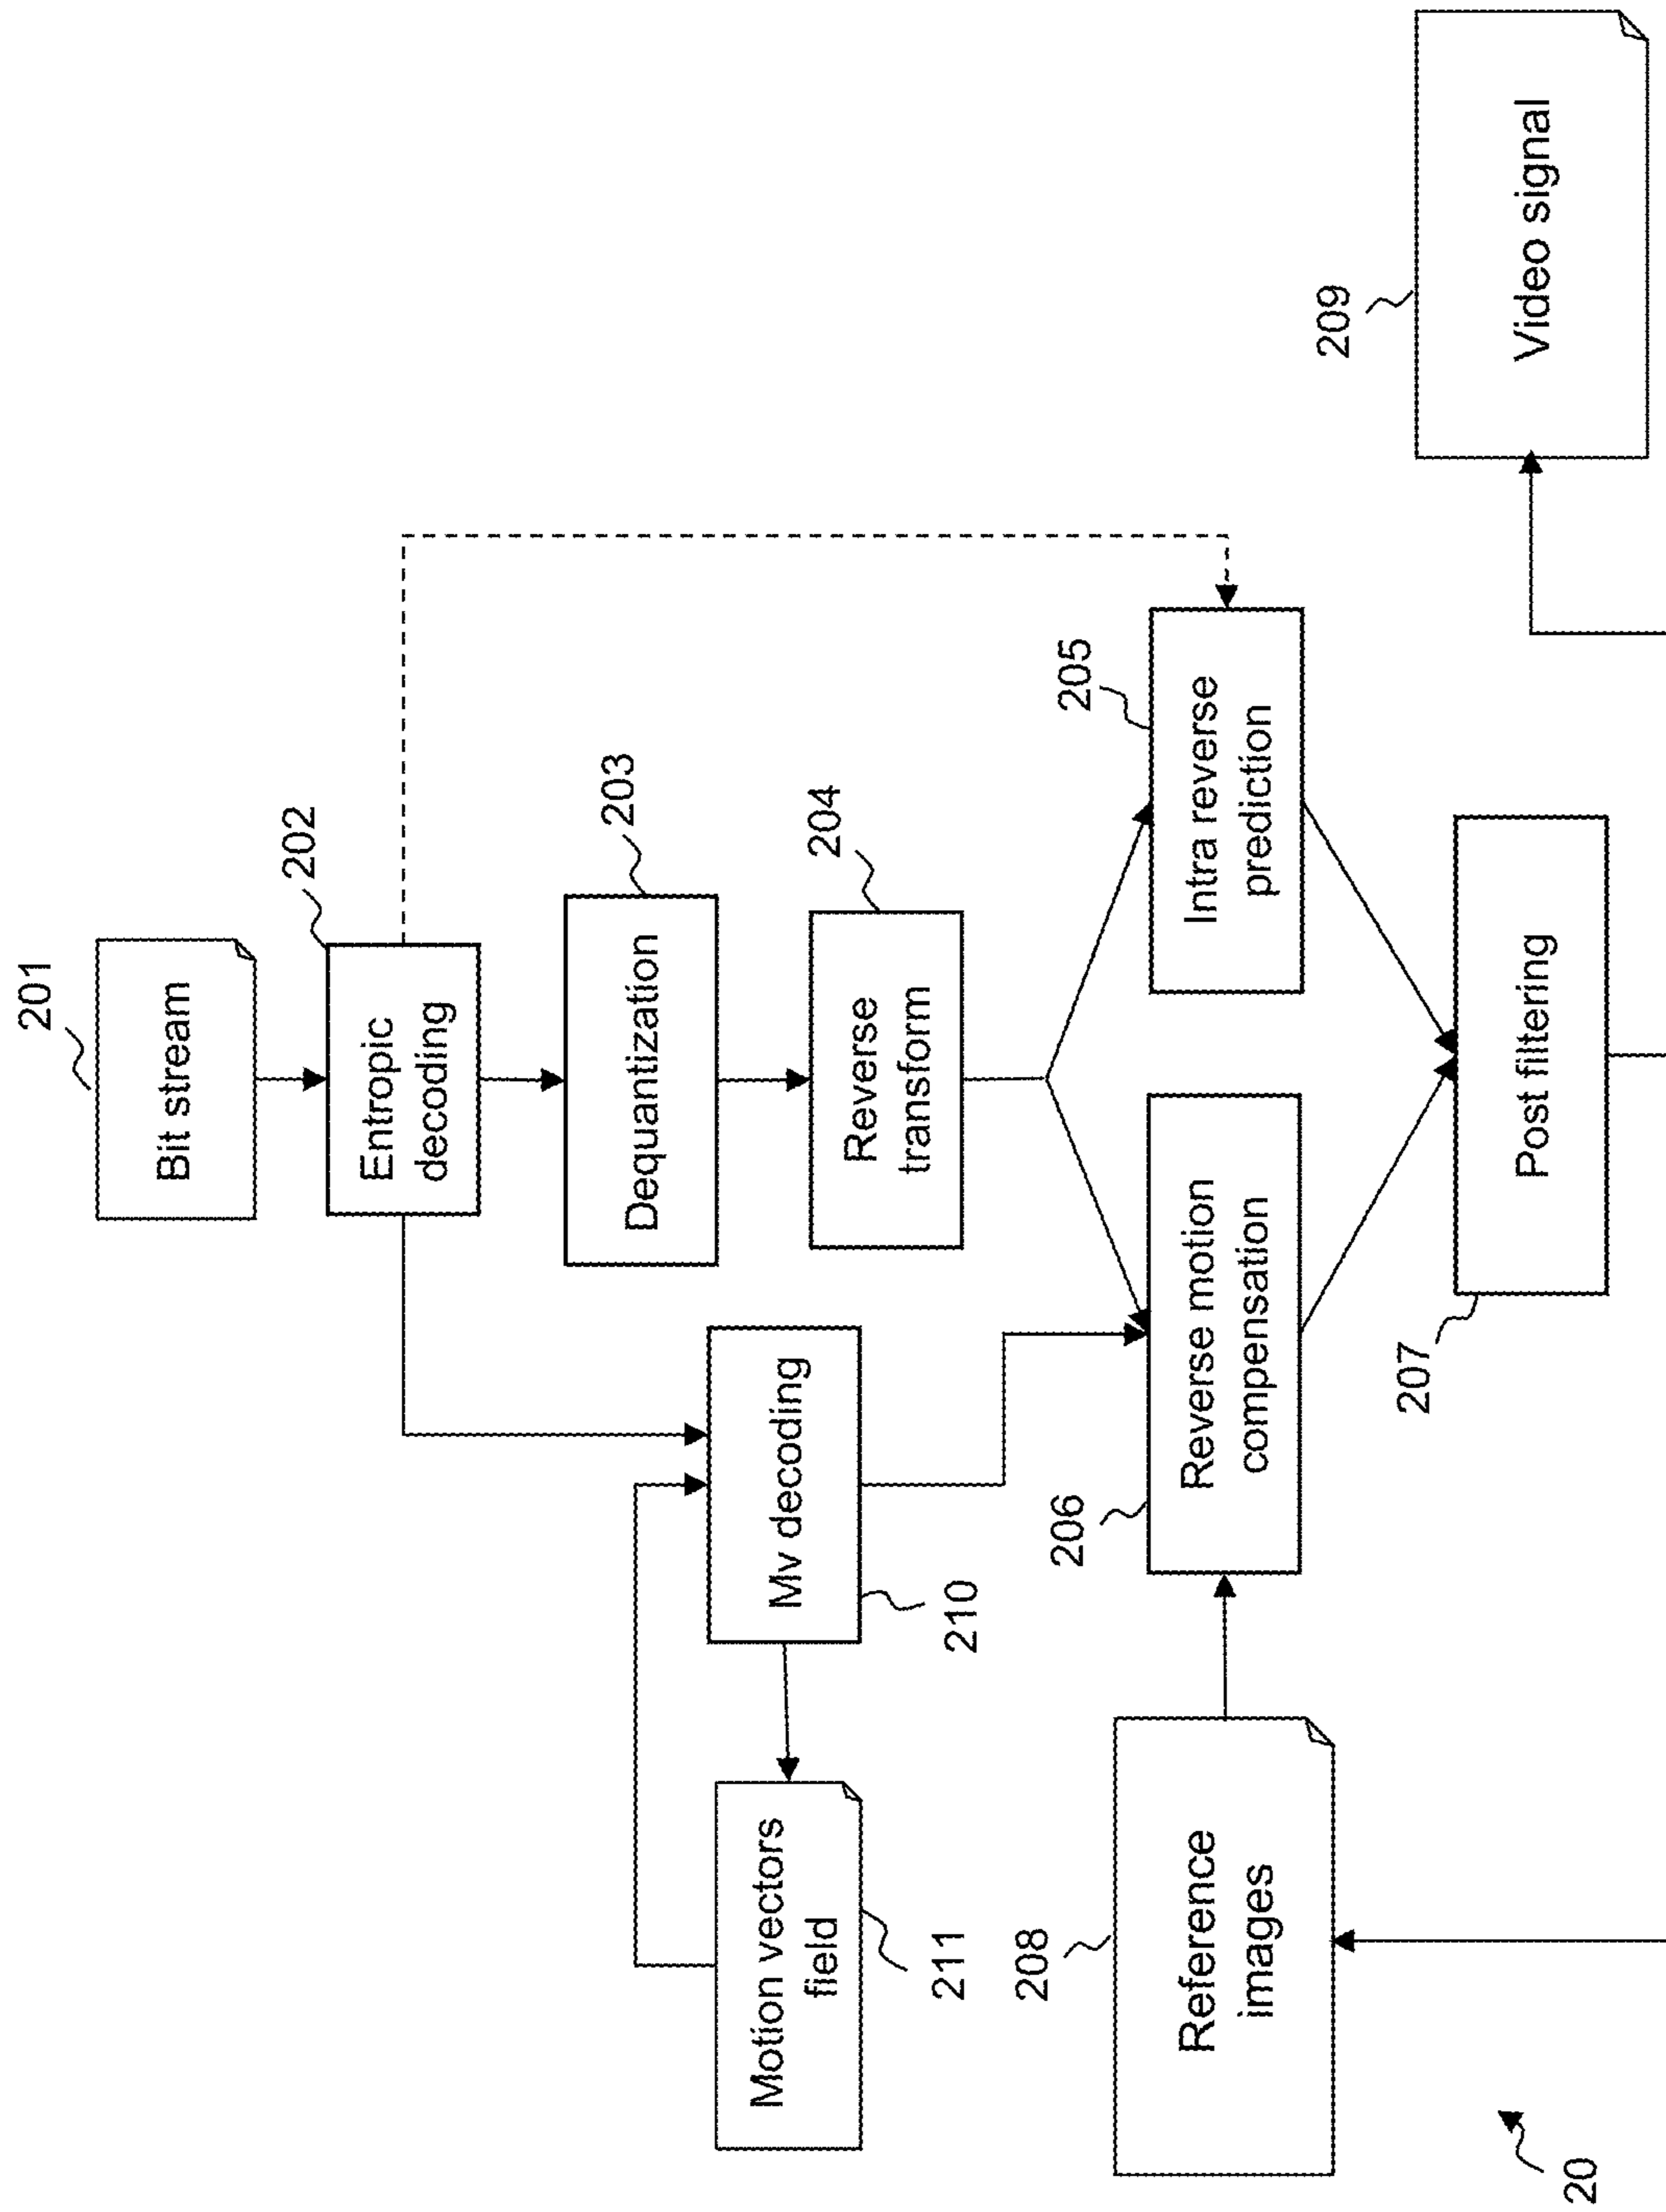 201
Bit stream
202
Entropic
decoding
203
Dequantization
204
Reverse
transform
Mv decoding
210
Motion vectors
field
211
205
Intra reverse
prediction
206
Reverse motion
compensation
208
Reference
images
207
Post filtering
209
Video signal
20